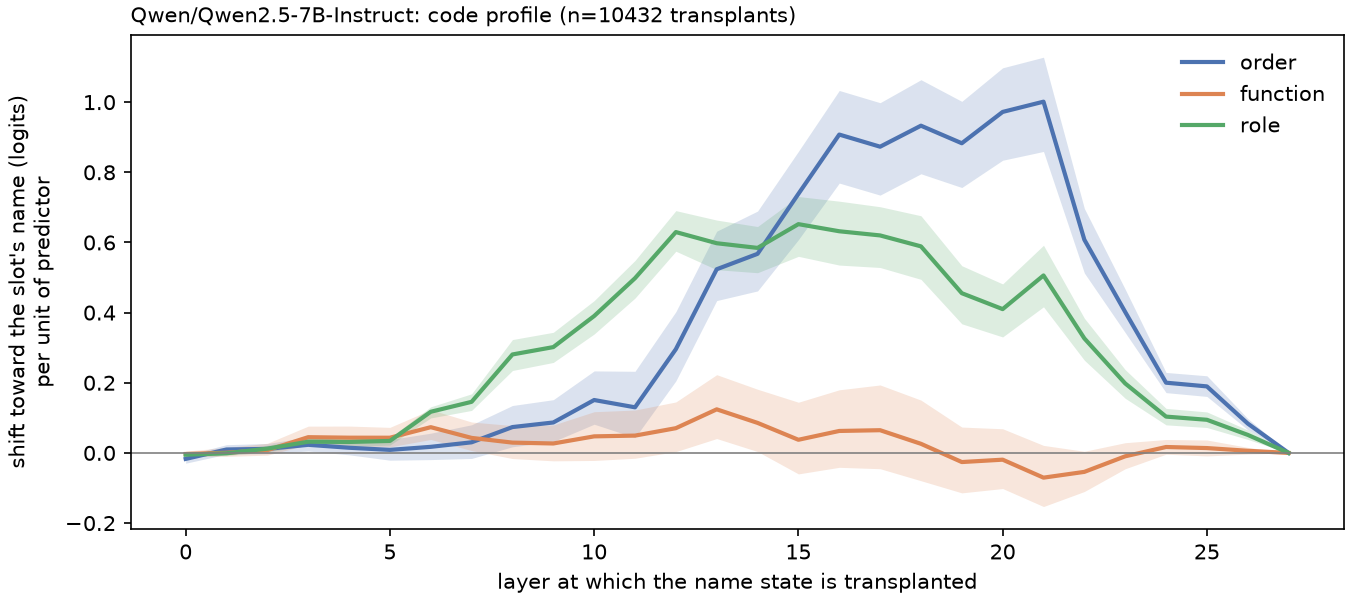 Qwen/Qwen2.5-7B-Instruct: code profile (n=10432 transplants)
shift toward the slot's name (logits)
per unit of predictor
1.0
0.8
0.6
0.4
0.2
0.0
−0.2
order
function
role
0 5 10 15 20 25
layer at which the name state is transplanted